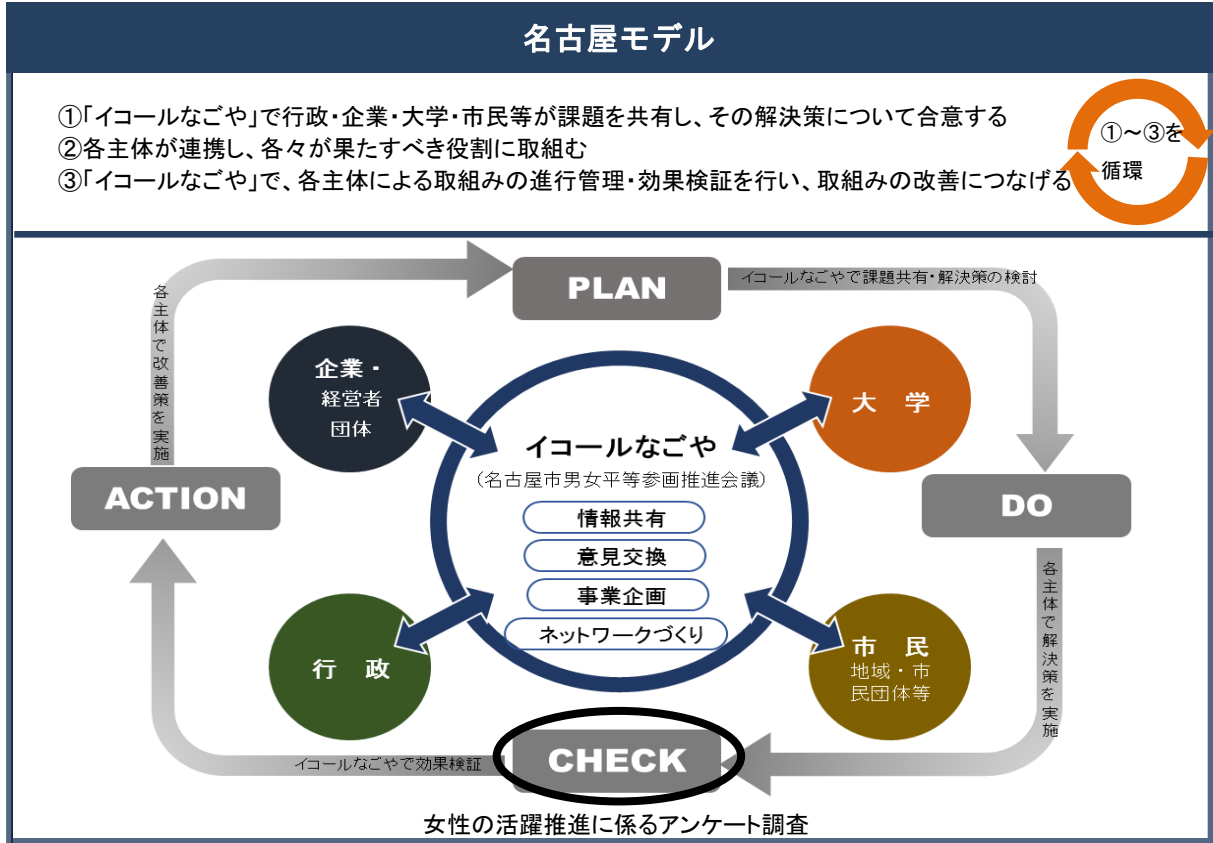 名古屋モデル
①「イコールなごや」で行政・企業・大学・市民等が課題を共有し、その解決策について合意する
②各主体が連携し、各々が果たすべき役割に取組む
③「イコールなごや」で、各主体による取組みの進行管理・効果検証を行い、取組みの改善につなげる
①～③を
循環
PLAN
イコールなごやで課題共有・解決策の検討
各主体で改善策を実施
企業・
経営者
団体
大　学
イコールなごや
（名古屋市男女平等参画推進会議）
情報共有
意見交換
事業企画
ネットワークづくり
ACTION
DO
行　政
市　民
地域・市
民団体等
各主体で解決策を実施
イコールなごやで効果検証
CHECK
女性の活躍推進に係るアンケート調査